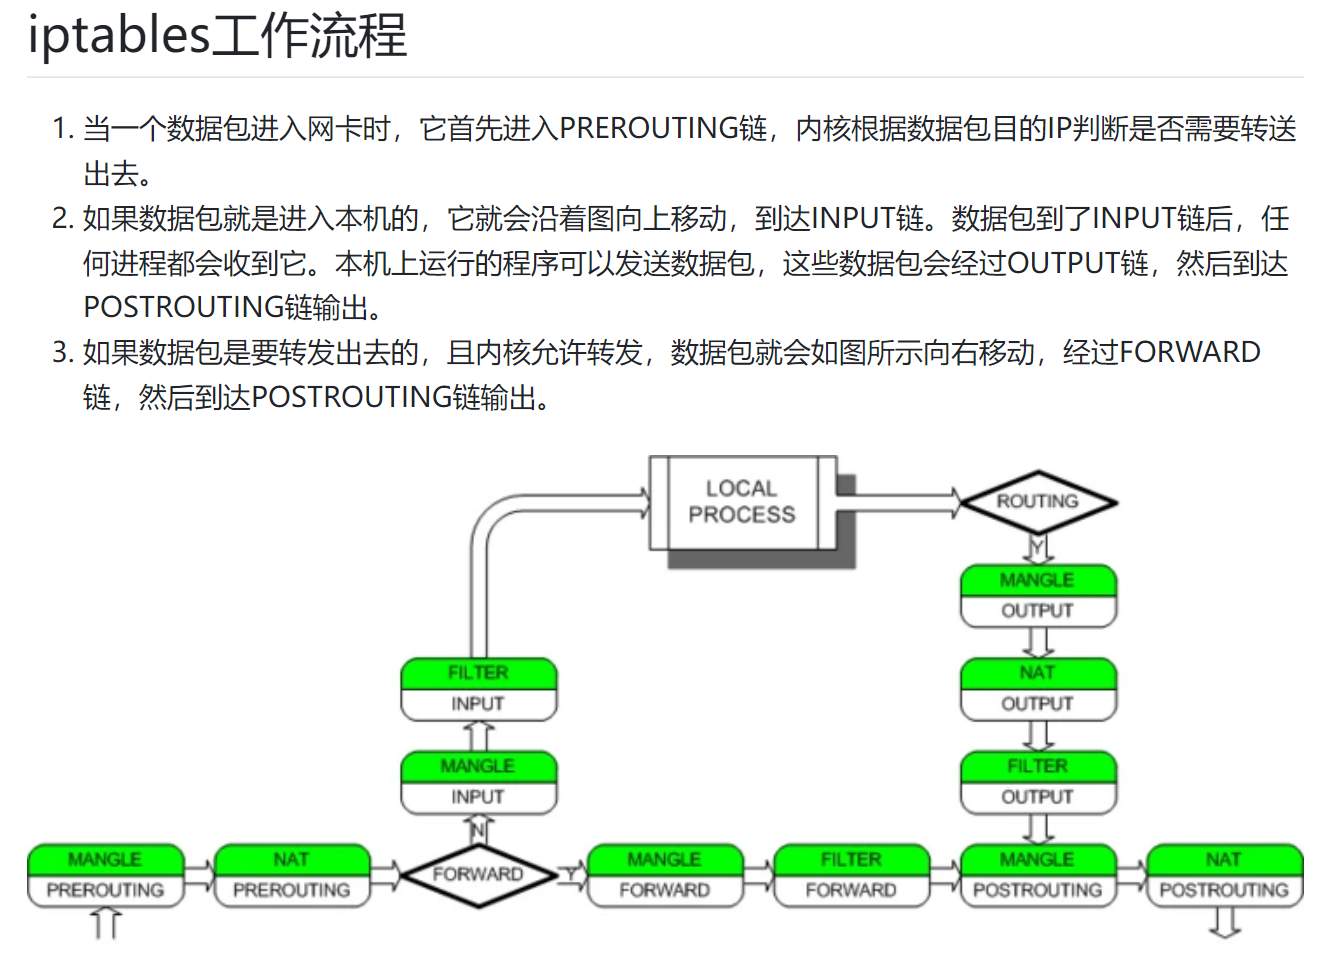 iptables工作流程
1. 当一个数据包进入网卡时，它首先进入PREROUTING链，内核根据数据包目的IP判断是否需要转送
出去。
2. 如果数据包就是进入本机的，它就会沿着图向上移动，到达INPUT链。数据包到了INPUT链后，任
何进程都会收到它。本机上运行的程序可以发送数据包，这些数据包会经过OUTPUT链，然后到达
POSTROUTING链输出。
3. 如果数据包是要转发出去的，且内核允许转发，数据包就会如图所示向右移动，经过FORWARD
链，然后到达POSTROUTING链输出。
LOCAL
PROCESS
ROUTING
Y
MANGLE
OUTPUT
FILTER
INPUT
NAT
OUTPUT
MANGLE
INPUT
FILTER
OUTPUT
N
MANGLE
PREROUTING
NAT
PREROUTING
FORWARD
Y
MANGLE
FORWARD
FILTER
FORWARD
MANGLE
POSTROUTING
NAT
POSTROUTING